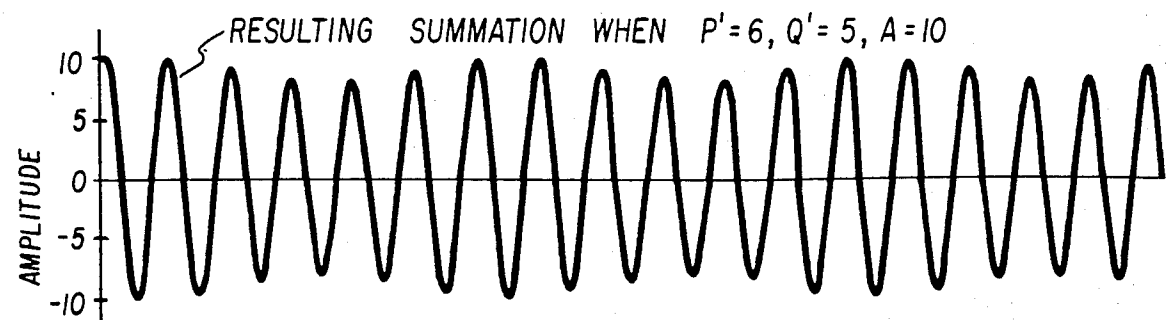 RESULTING SUMMATION WHEN P'=6, Q'=5, A=10
10
5
0
-5
-10
AMPLITUDE